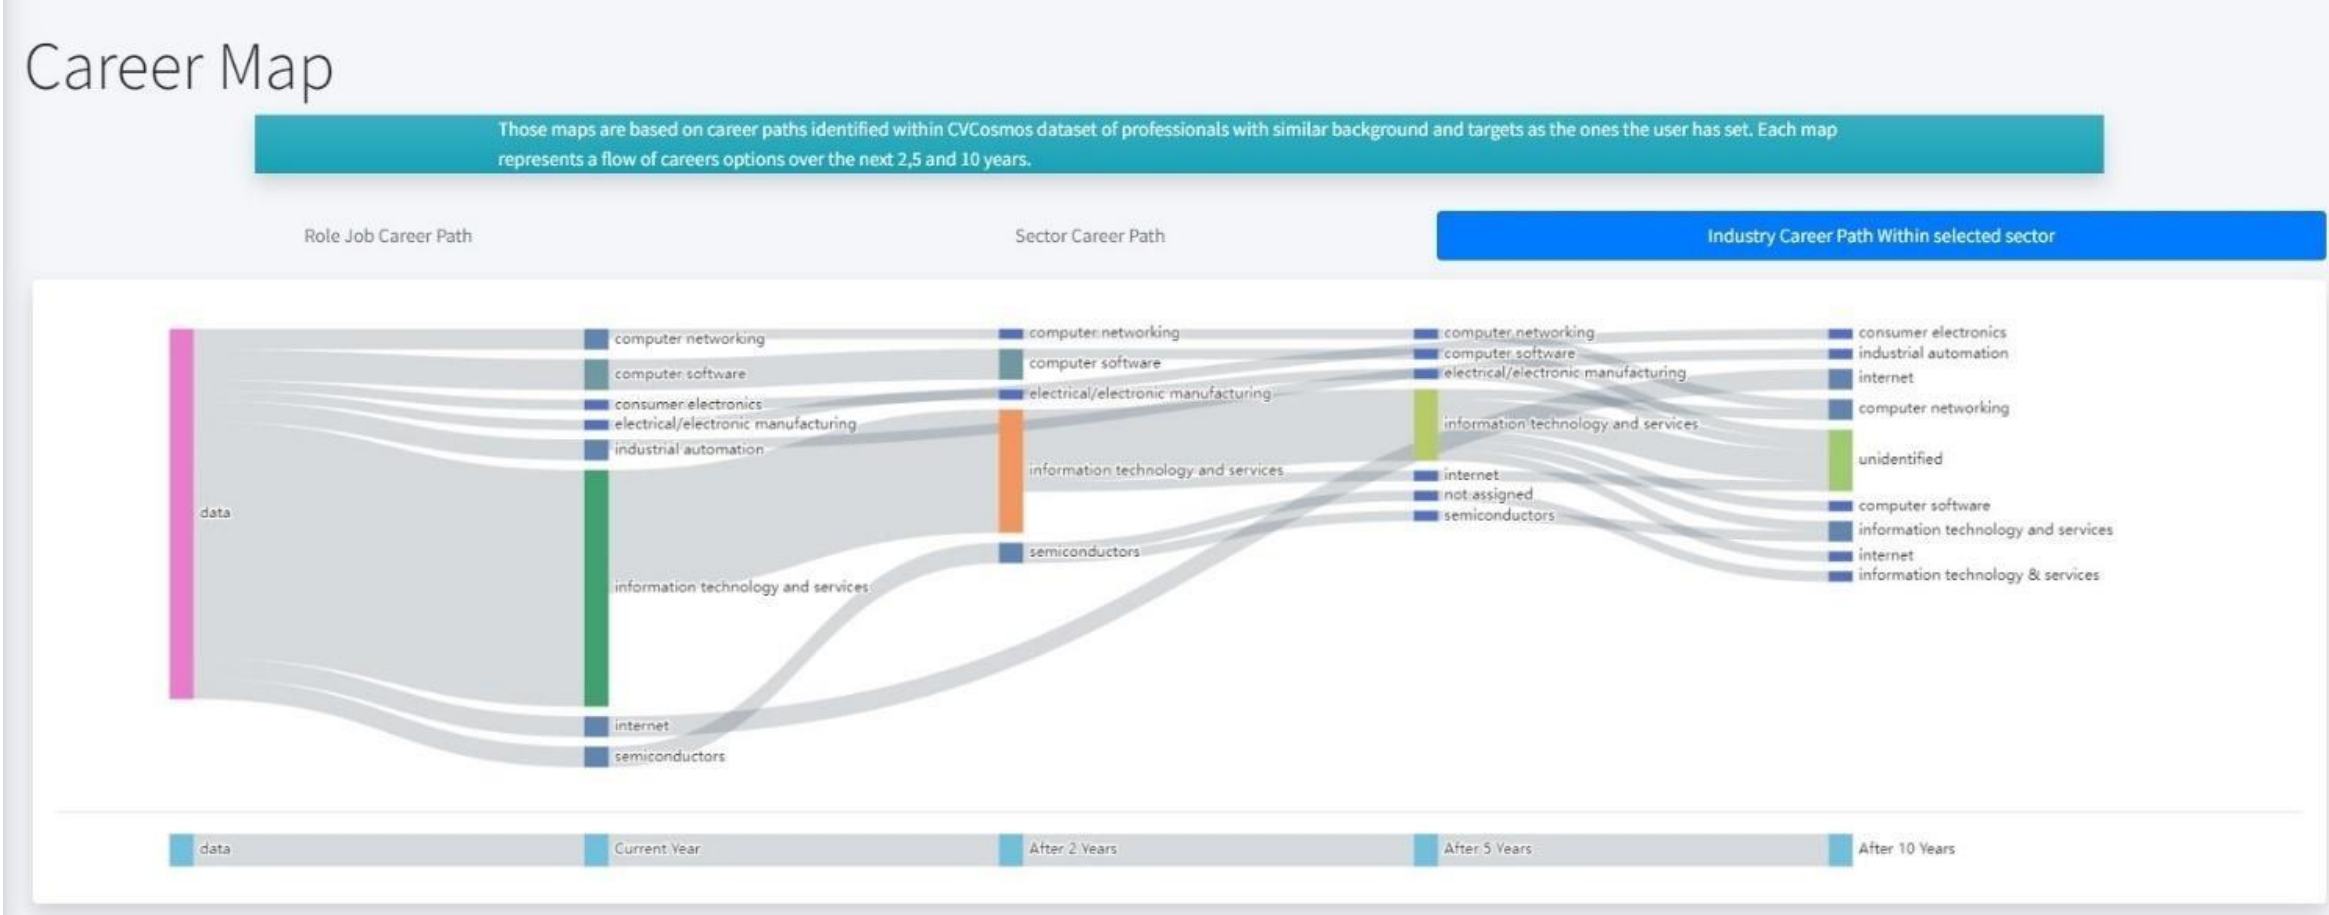 Career Map
Those maps are based on career paths identified within CVCosmos dataset of professionals with similar background and targets as the ones the user has set. Each map
represents a flow of careers options over the next 2,5 and 10 years.
Role Job Career Path
Sector Career Path
Industry Career Path Within selected sector
data
computer networking
computer software
consumer electronics
electrical/electronic manufacturing
industrial automation
information technology and services
internet
semiconductors
computer networking
computer software
electrical/electronic manufacturing
information technology and services
semiconductors
computer networking
computer software
electrical/electronic manufacturing
information technology and services
internet
not assigned
semiconductors
consumer electronics
industrial automation
internet
computer networking
unidentified
computer software
information technology and services
internet
information technology & services
data
Current Year
After 2 Years
After 5 Years
After 10 Years